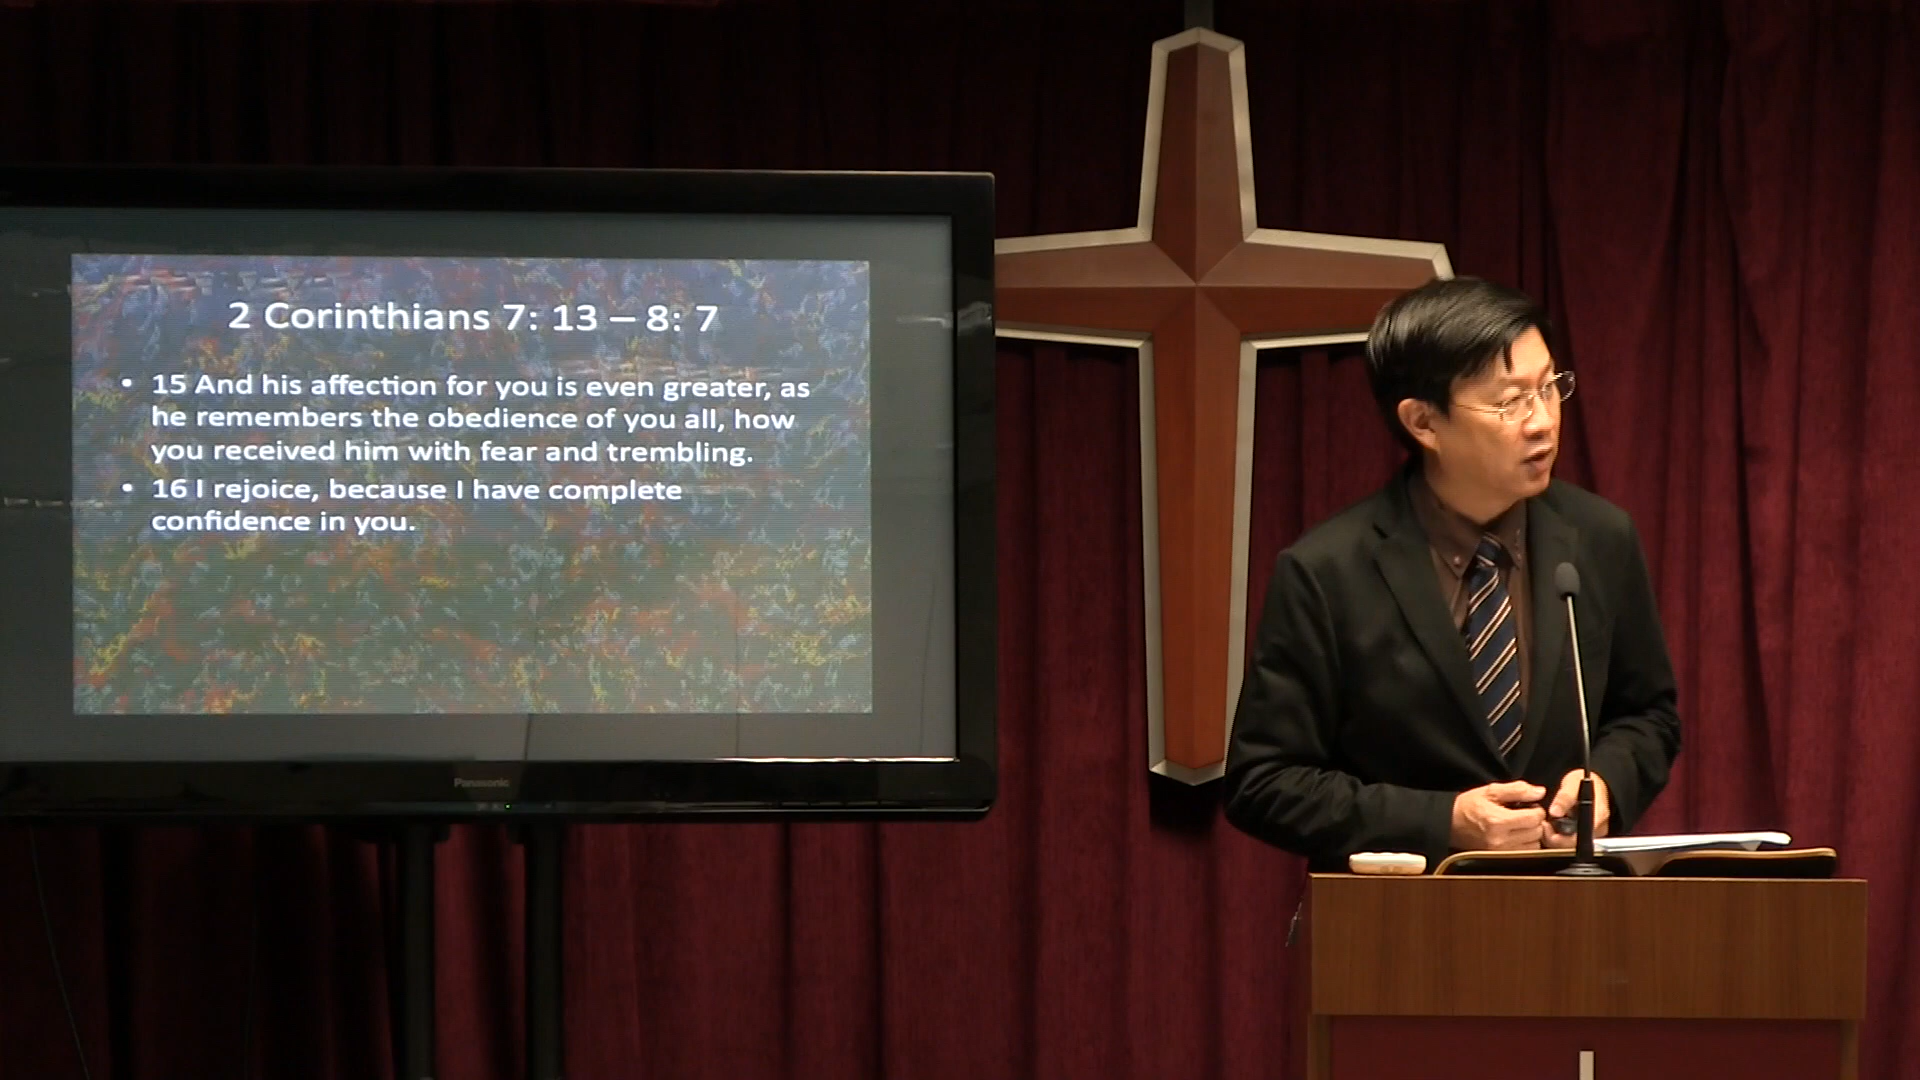 2 Corinthians 7: 13 – 8: 7
• 15 And his affection for you is even greater, as
he remembers the obedience of you all, how
you received him with fear and trembling.
• 16 I rejoice, because I have complete
confidence in you.
Panasonic